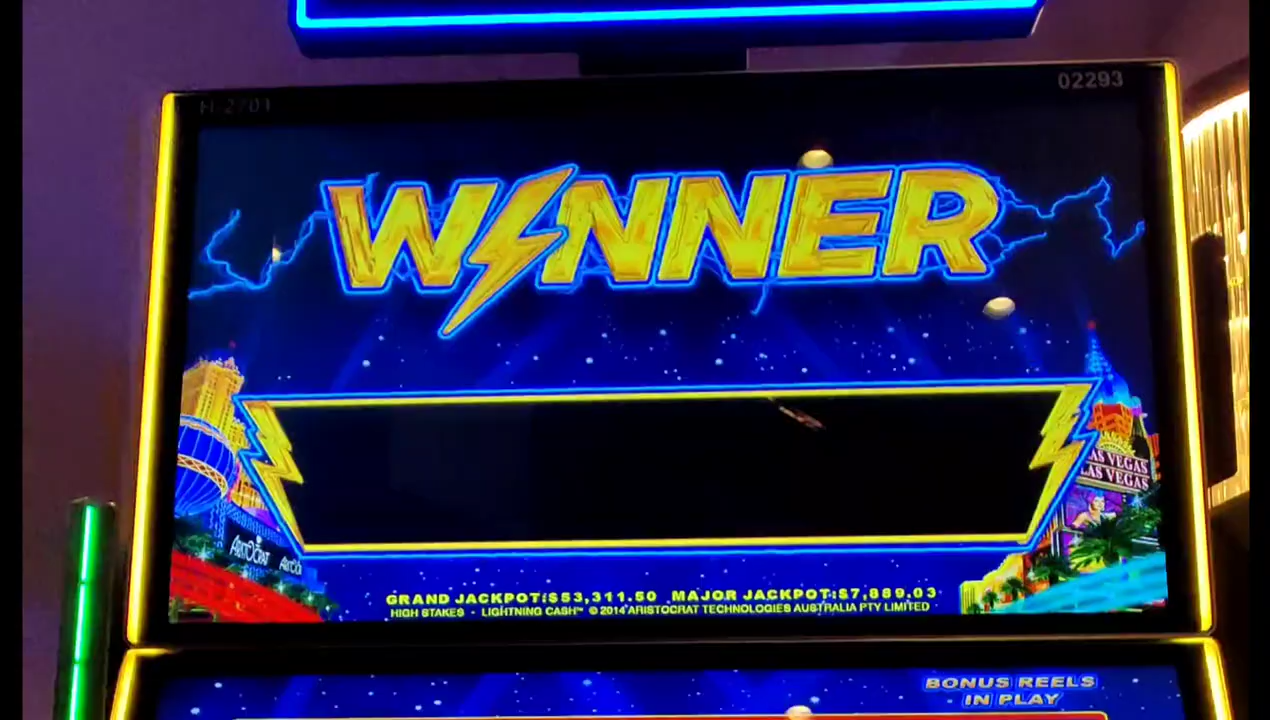 02293
WINNER
LAS VEGAS
LAS VEGAS
ARISTOCRAT
GRAND JACKPOT:$53,311.50 MAJOR JACKPOT:$7,889.03
HIGH STAKES - LIGHTNING CASH™ © 2014 ARISTOCRAT TECHNOLOGIES AUSTRALIA PTY LIMITED
BONUS REELS
IN PLAY